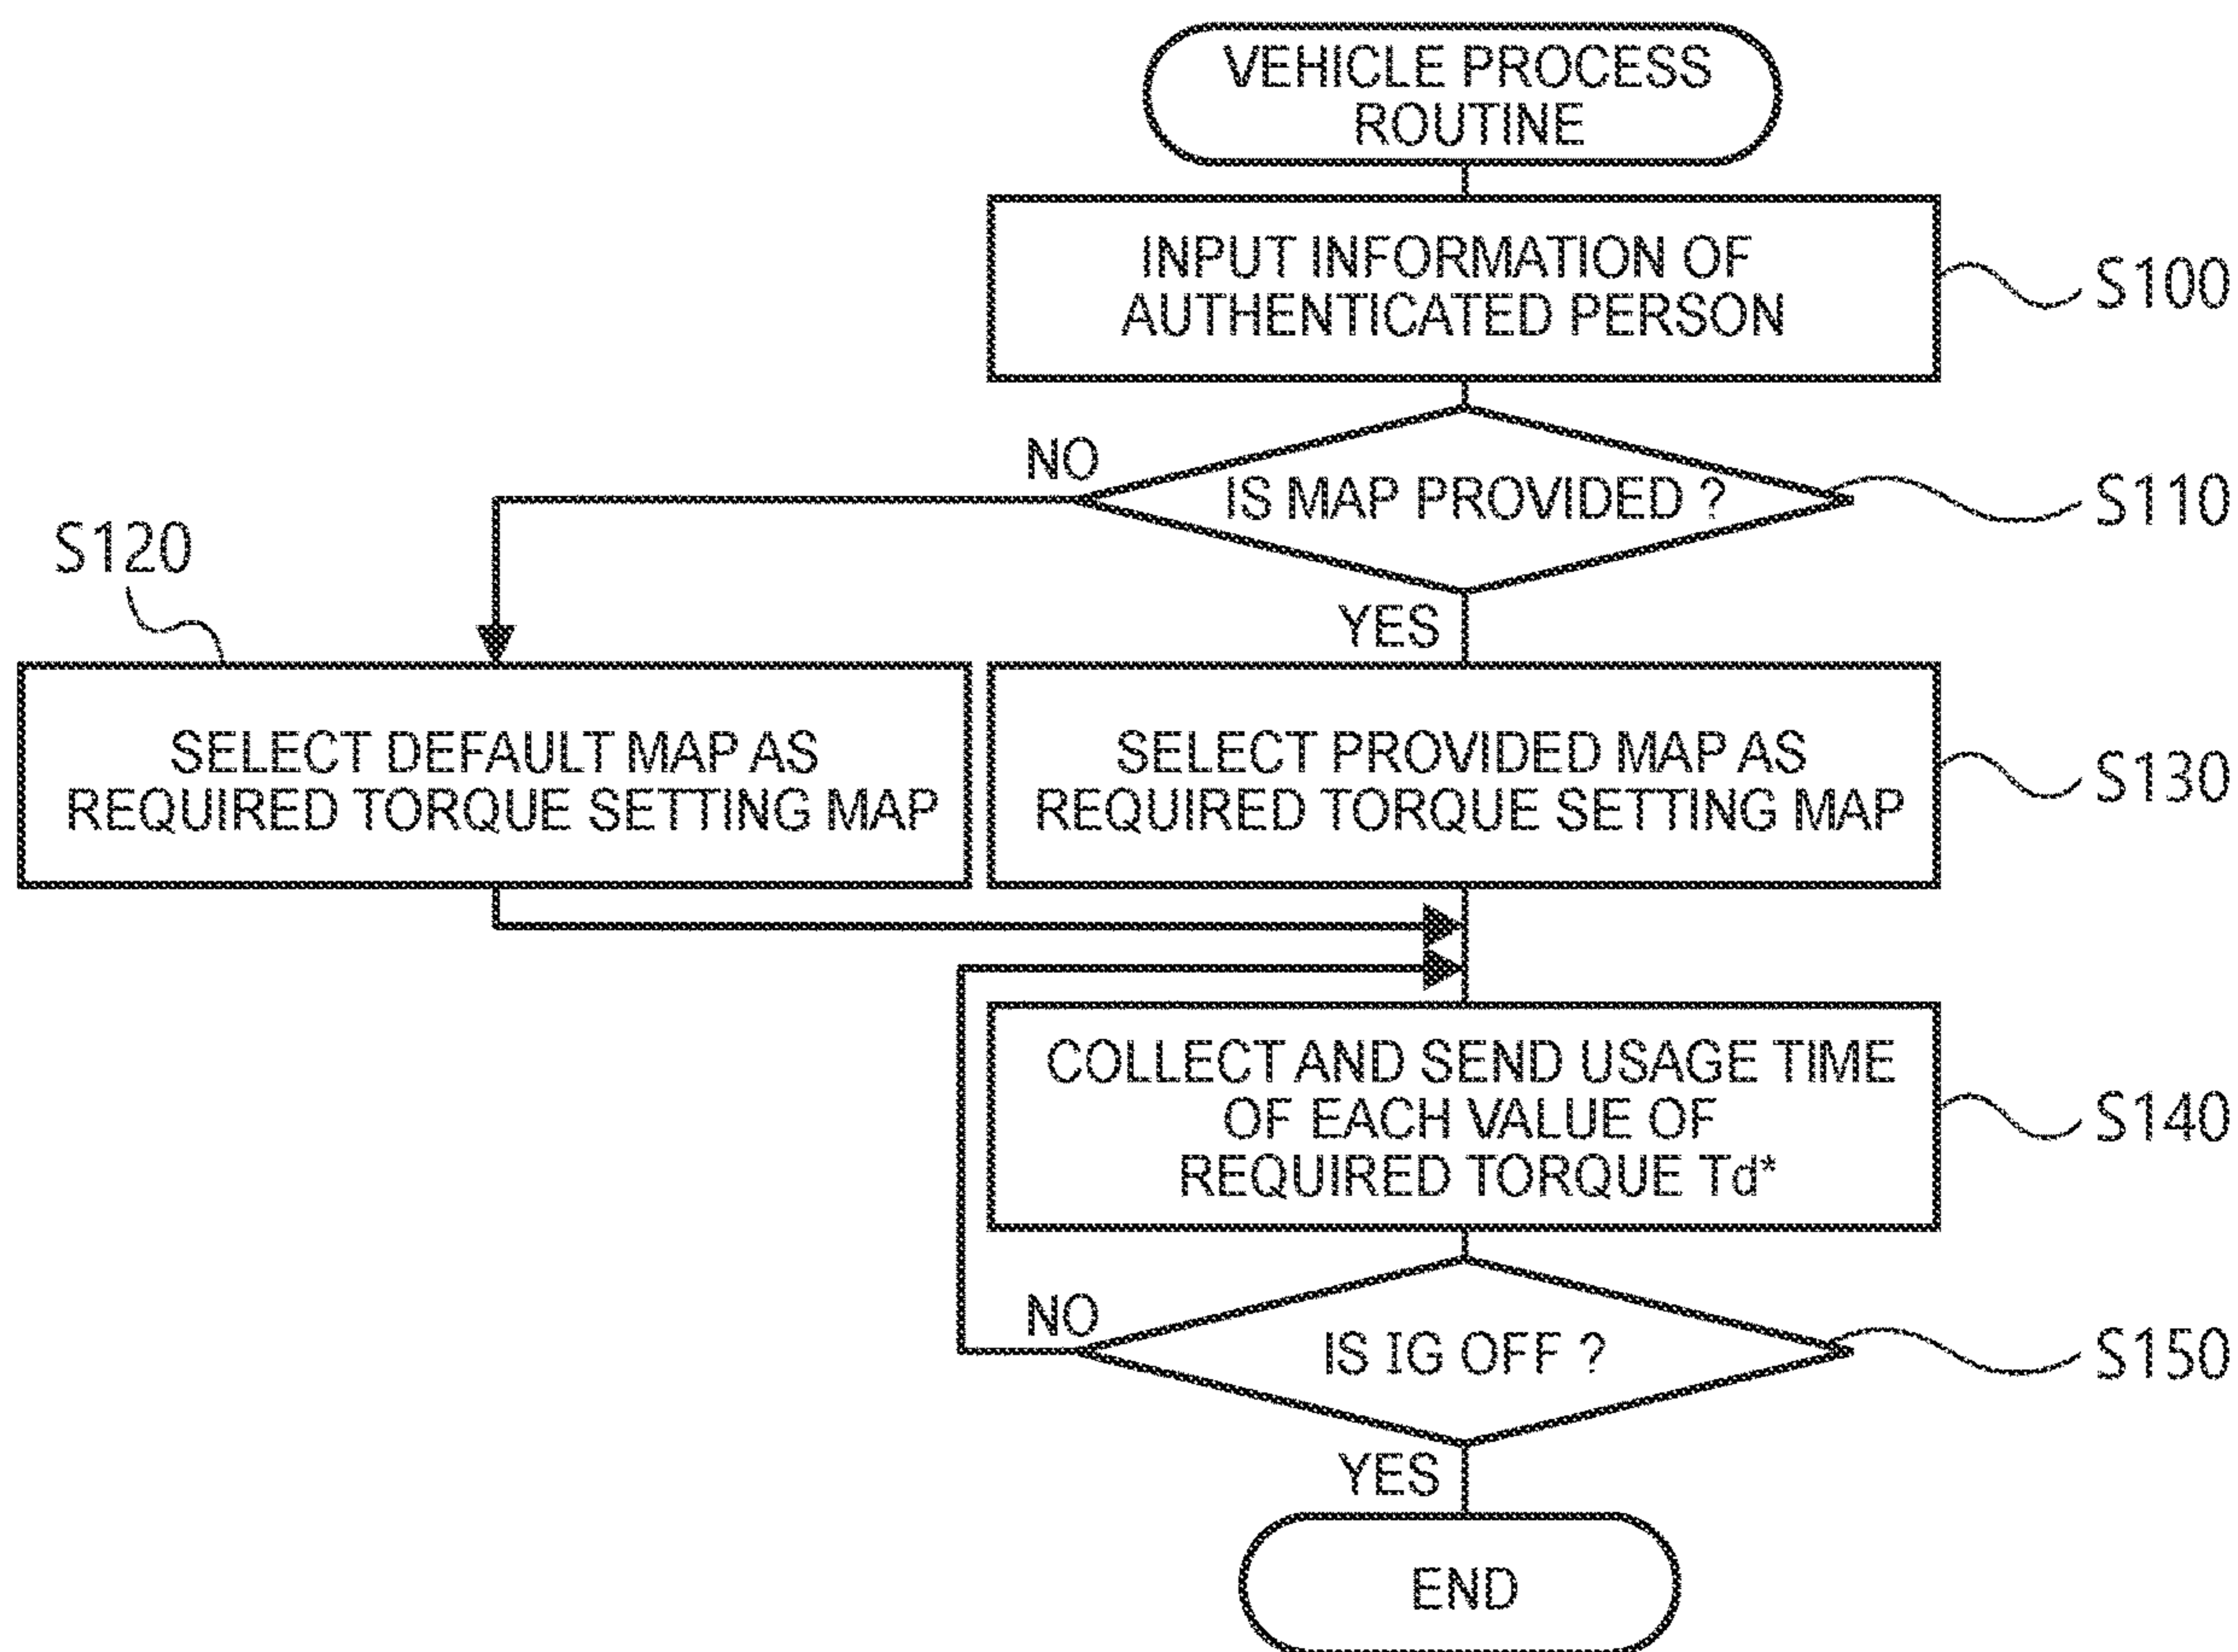 VEHICLE PROCESS
ROUTINE
INPUT INFORMATION OF
AUTHENTICATED PERSON
S100
NO
IS MAP PROVIDED ?
S110
S120
YES
SELECT DEFAULT MAP AS
REQUIRED TORQUE SETTING MAP
SELECT PROVIDED MAP AS
REQUIRED TORQUE SETTING MAP
S130
COLLECT AND SEND USAGE TIME
OF EACH VALUE OF
REQUIRED TORQUE Td*
S140
NO
IS IG OFF ?
S150
YES
END